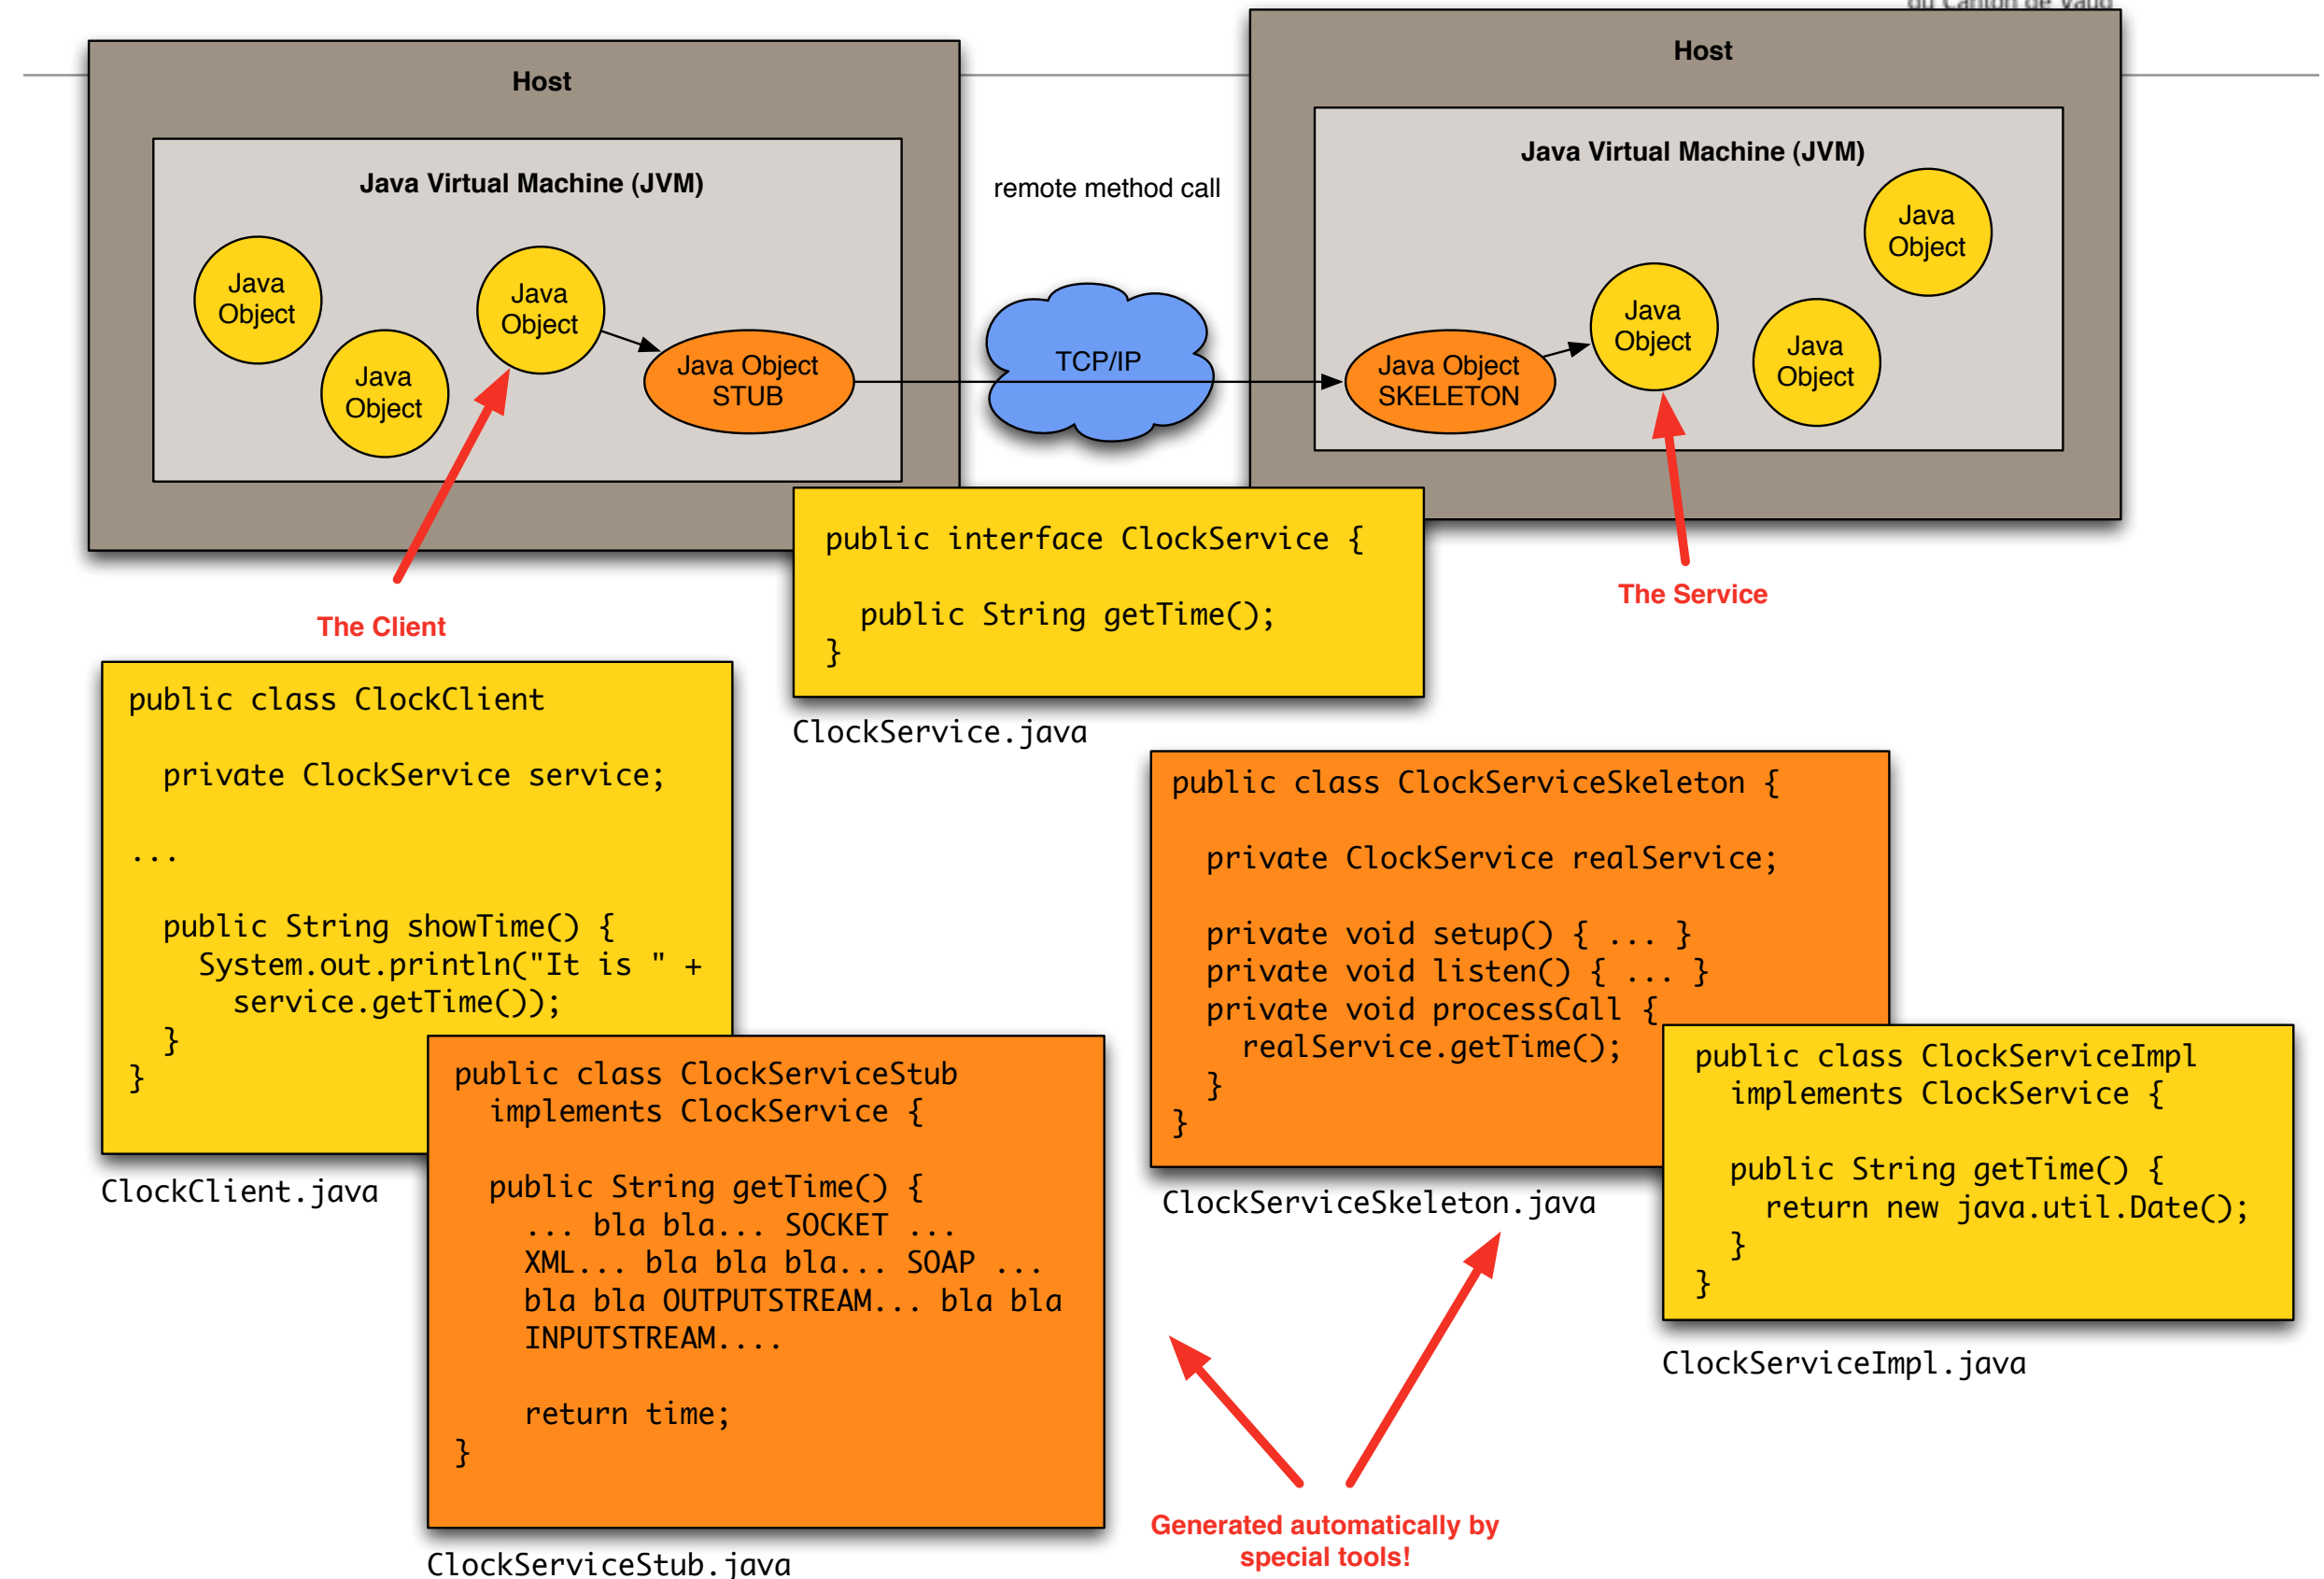 du Canton de Vaud
Host
Host
Java Virtual Machine (JVM)
Java Virtual Machine (JVM)
remote method call
Java
Object
Java
Object
Java
Object
Java Object
STUB
TCP/IP
Java Object
SKELETON
Java
Object
Java
Object
Java
Object
The Client
The Service
public interface ClockService {
public String getTime();
}
ClockService.java
public class ClockClient
private ClockService service;
...
public String showTime() {
System.out.println("It is " +
service.getTime());
}
}
ClockClient.java
public class ClockServiceStub
implements ClockService {
public String getTime() {
... bla bla... SOCKET ...
XML... bla bla bla... SOAP ...
bla bla OUTPUTSTREAM... bla bla
INPUTSTREAM....
return time;
}
ClockServiceStub.java
public class ClockServiceSkeleton {
private ClockService realService;
private void setup() { ... }
private void listen() { ... }
private void processCall {
realService.getTime();
}
}
ClockServiceSkeleton.java
public class ClockServiceImpl
implements ClockService {
public String getTime() {
return new java.util.Date();
}
}
ClockServiceImpl.java
Generated automatically by
special tools!